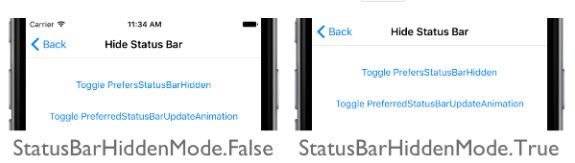 Carrier 11:34 AM
Back Hide Status Bar
Toggle PrefersStatusBarHidden
Toggle PreferredStatusBarUpdateAnimation
StatusBarHiddenMode.False
Back Hide Status Bar
Toggle PrefersStatusBarHidden
Toggle PreferredStatusBarUpdateAnimation
StatusBarHiddenMode.True